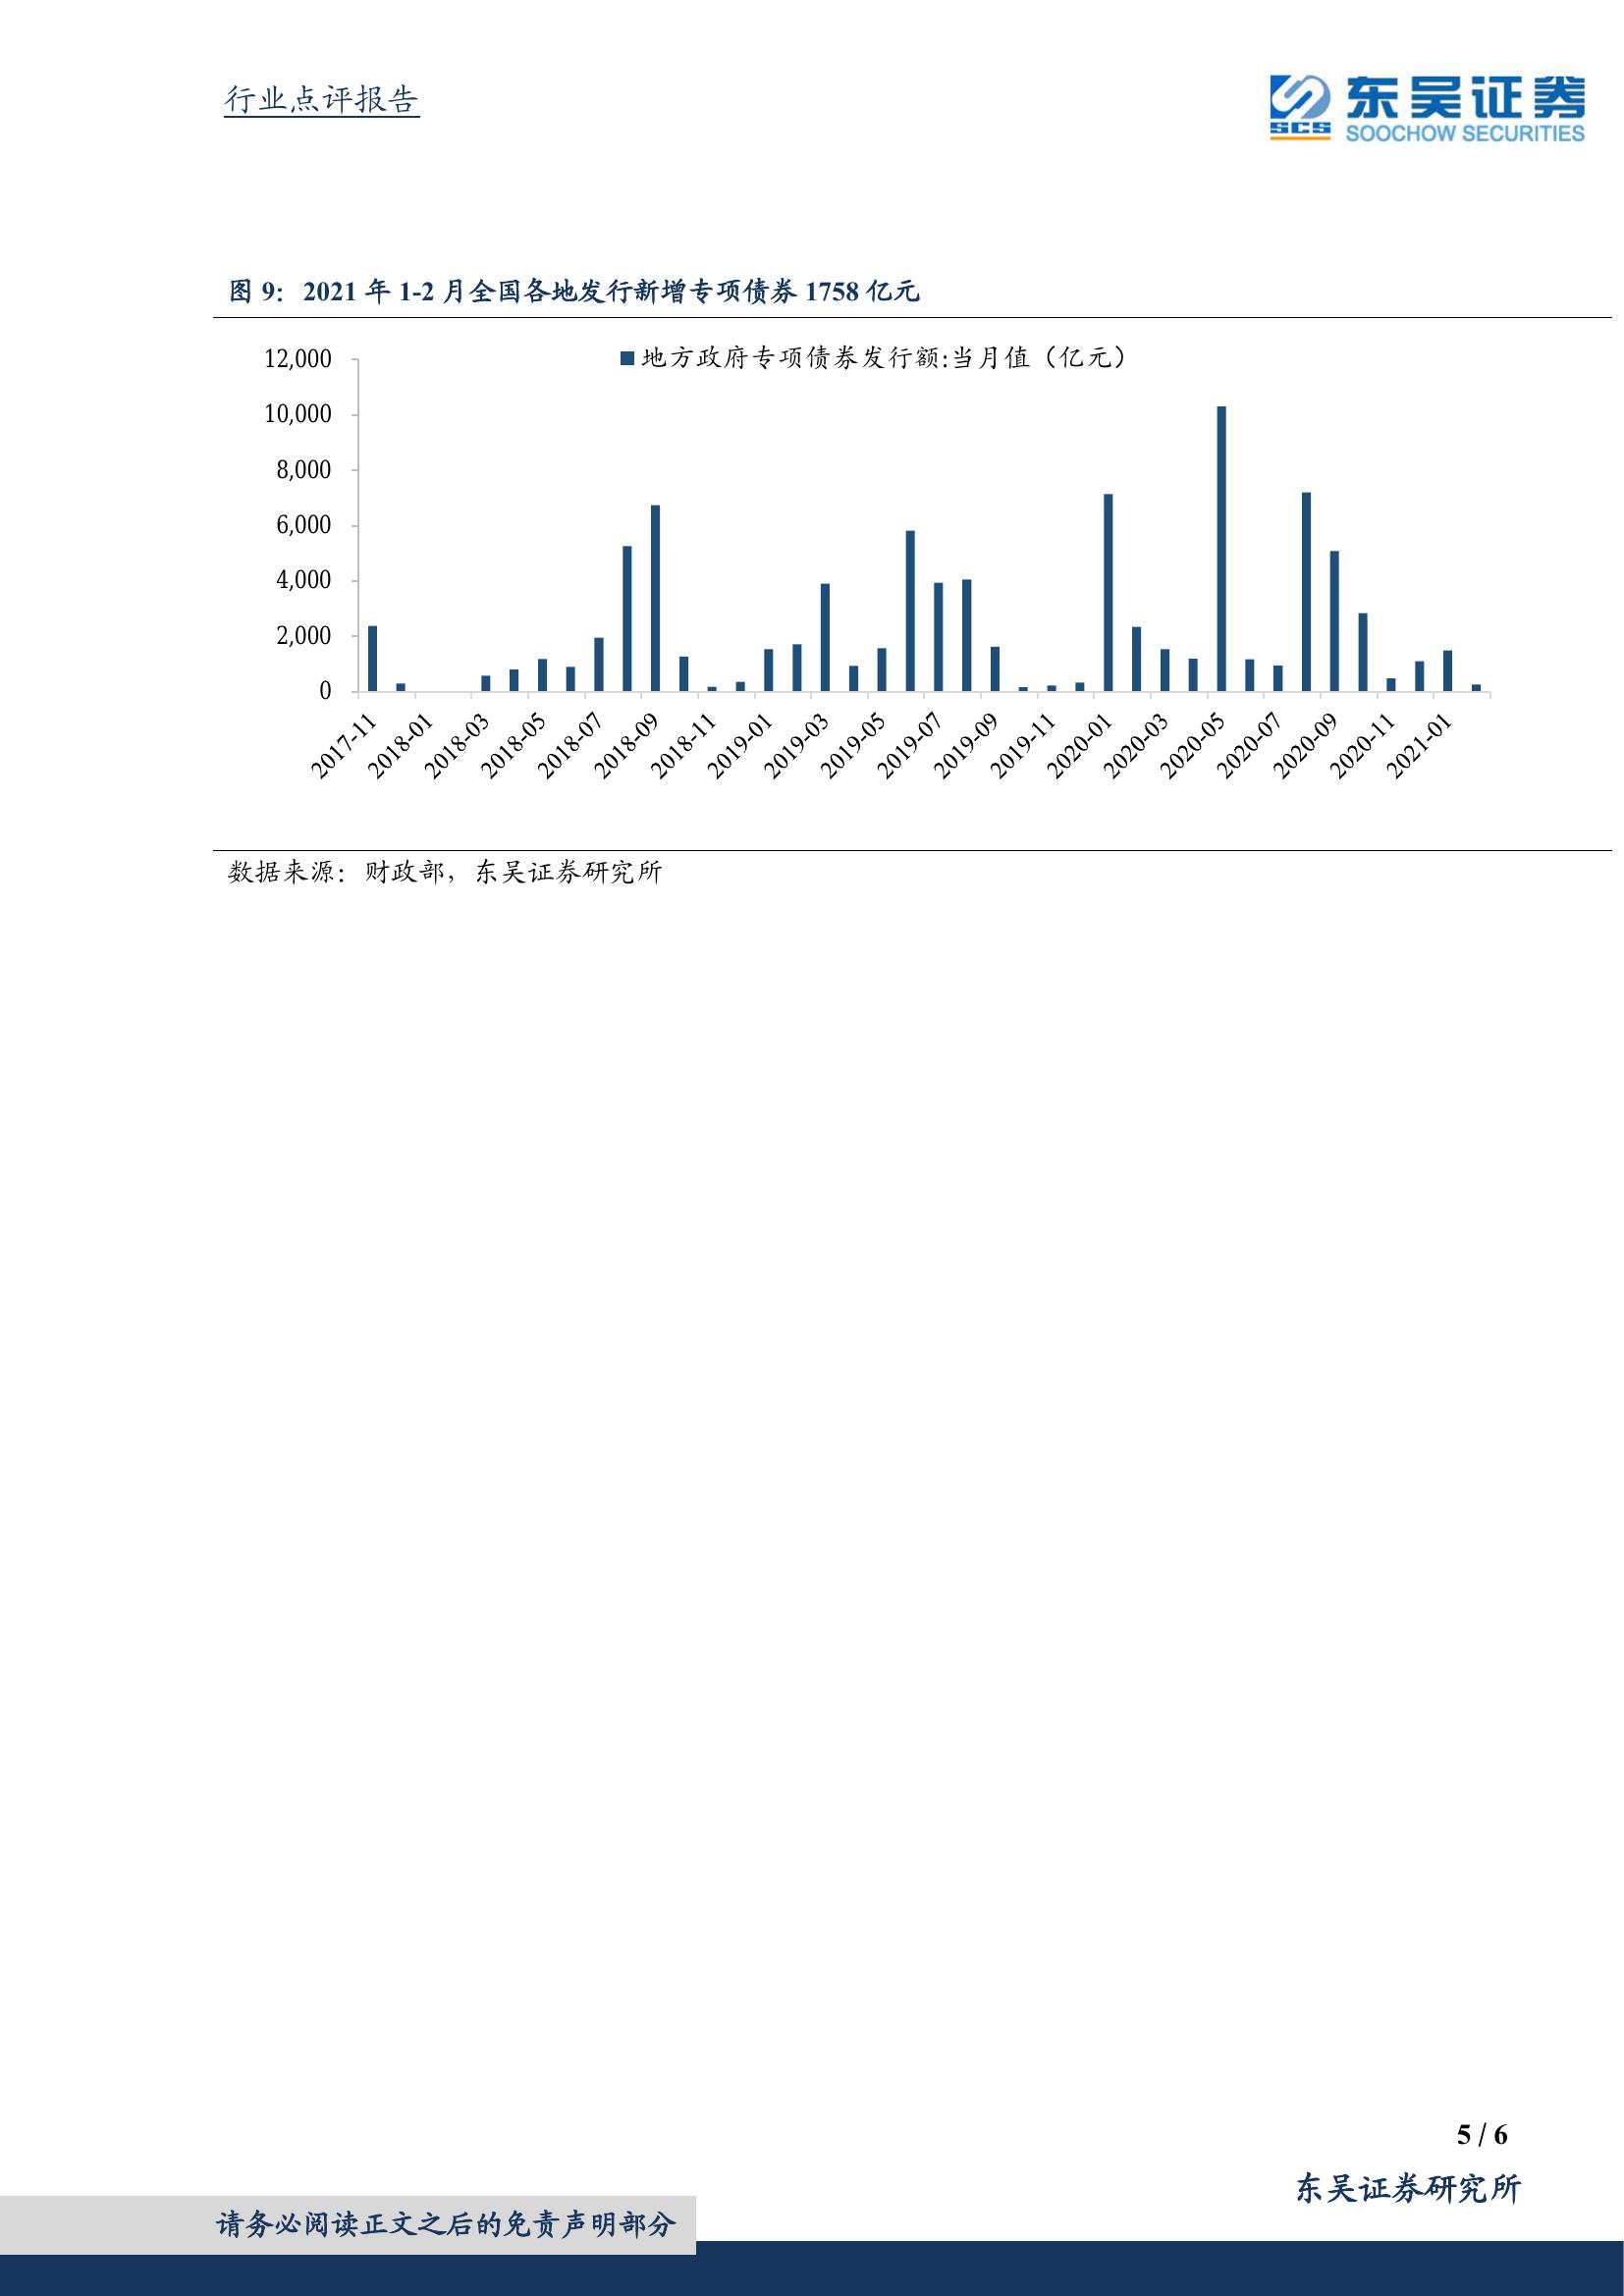 行业点评报告
东吴证券
SCS
SOOCHOW SECURITIES
图 9： 2021 年 1-2 月全国各地发行新增专项债券 1758 亿元
地方政府专项债券发行额:当月值（亿元）
12,000
10,000
8,000
6,000
4,000
2,000
0
2017-11
2018-01
2018-03
2018-05
2018-07
2018-09
2018-11
2019-01
2019-03
2019-05
2019-07
2019-09
2019-11
2020-01
2020-03
2020-05
2020-07
2020-09
2020-11
2021-01
数据来源：财政部，东吴证券研究所
5 / 6
东吴证券研究所
请务必阅读正文之后的免责声明部分